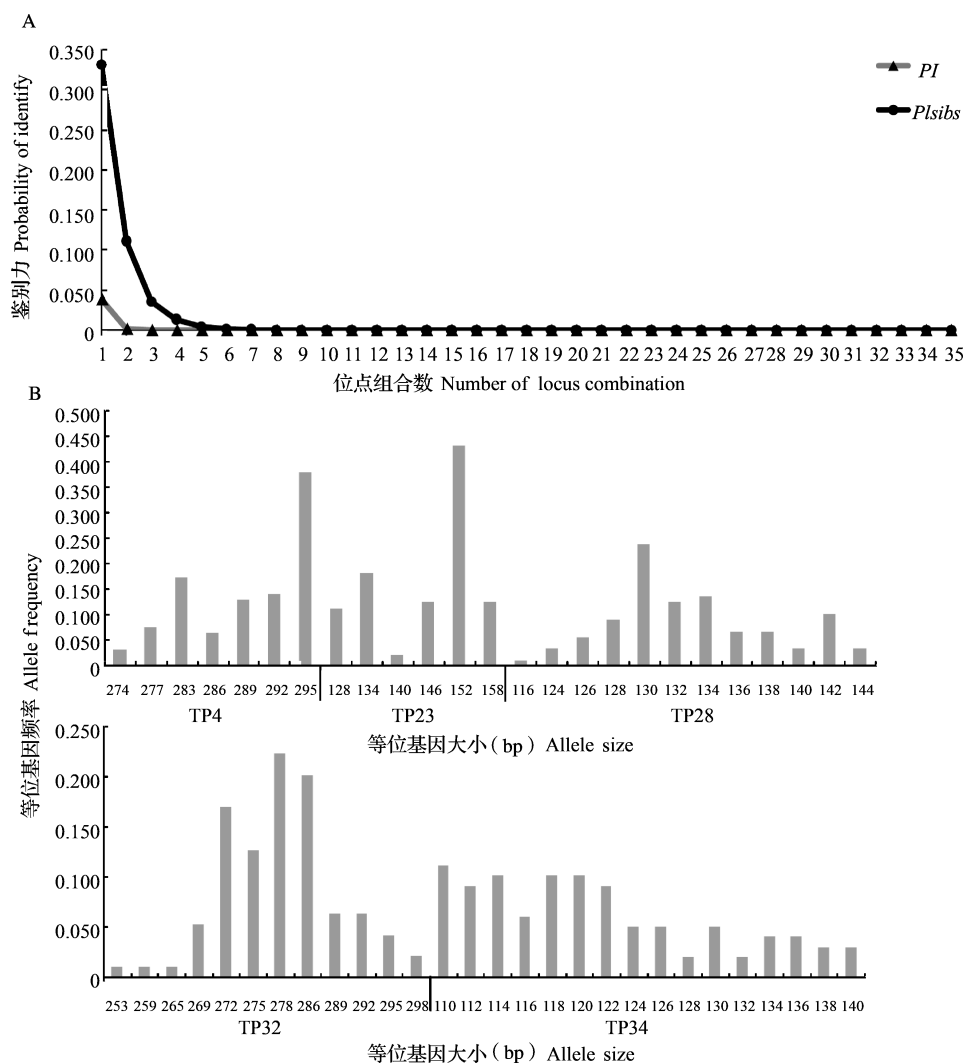 A
0.350
0.300
0.250
0.200
0.150
0.100
0.050
0
鉴别力 Probability of identify
PI
PIsibs
1 2 3 4 5 6 7 8 9 10 11 12 13 14 15 16 17 18 19 20 21 22 23 24 25 26 27 28 29 30 31 32 33 34 35
位点组合数 Number of locus combination
B
等位基因频率 Allele frequency
0.500
0.450
0.400
0.350
0.300
0.250
0.200
0.150
0.100
0.050
0
274 277 283 286 289 292 295 128 134 140 146 152 158 116 124 126 128 130 132 134 136 138 140 142 144
TP4 TP23 TP28
等位基因大小(bp) Allele size
0.250
0.200
0.150
0.100
0.050
0
253 259 265 269 272 275 278 286 289 292 295 298 110 112 114 116 118 120 122 124 126 128 130 132 134 136 138 140
TP32 TP34
等位基因大小(bp) Allele size